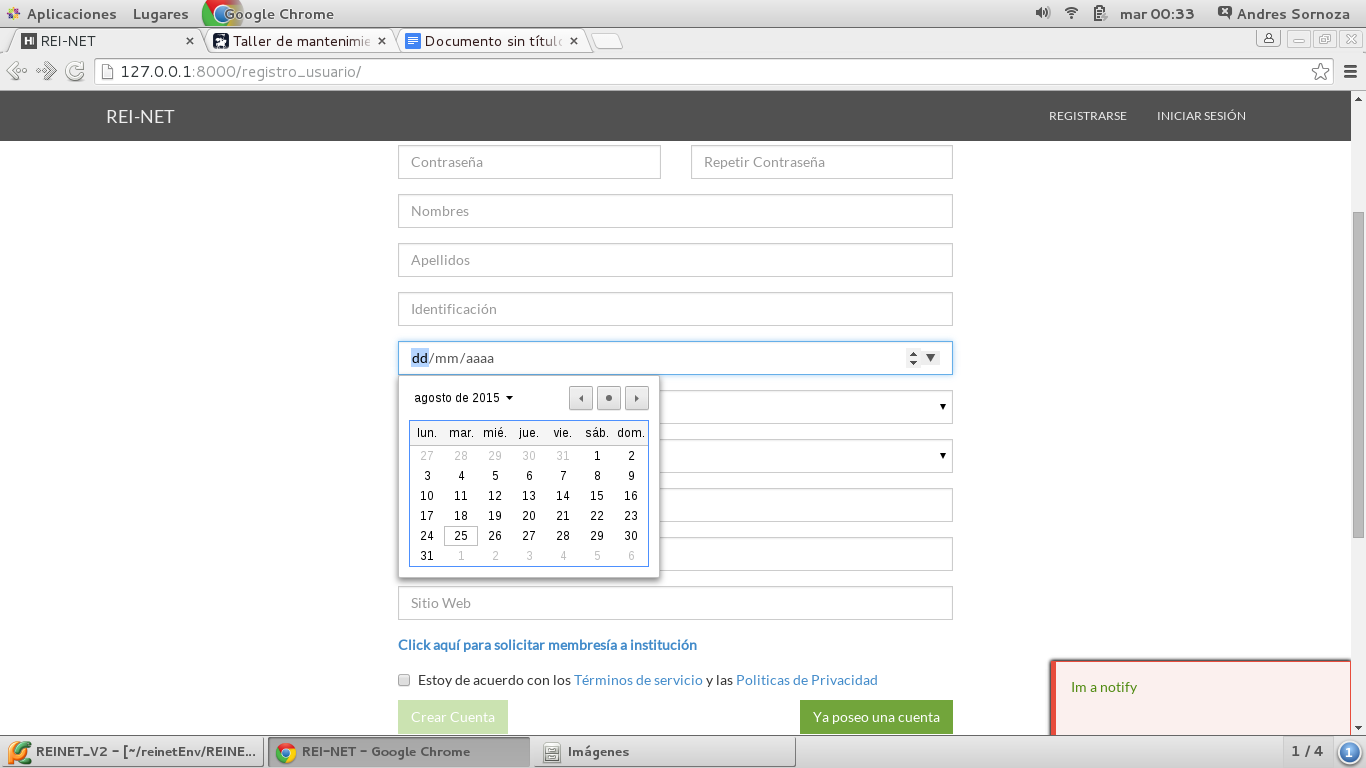 Aplicaciones Lugares Google Chrome mar 00:33 Andres Sornoza
REI-NET Taller de mantenimie Documento sin títulc
127.0.0.1:8000/registro_usuario/
REI-NET REGISTRARSE INICIAR SESIÓN
Contraseña Repetir Contraseña
Nombres
Apellidos
Identificación
dd/mm/aaaa
agosto de 2015
lun. mar. mié. jue. vie. sáb. dom.
27 28 29 30 31 1 2
3 4 5 6 7 8 9
10 11 12 13 14 15 16
17 18 19 20 21 22 23
24 25 26 27 28 29 30
31 1 2 3 4 5 6
Sitio Web
Click aquí para solicitar membresía a institución
Estoy de acuerdo con los Términos de servicio y las Politicas de Privacidad
Im a notify
Crear Cuenta Ya poseo una cuenta
REINET_V2 - [~/reinetEnv/REINE... REI-NET - Google Chrome Imágenes 1 / 4 1